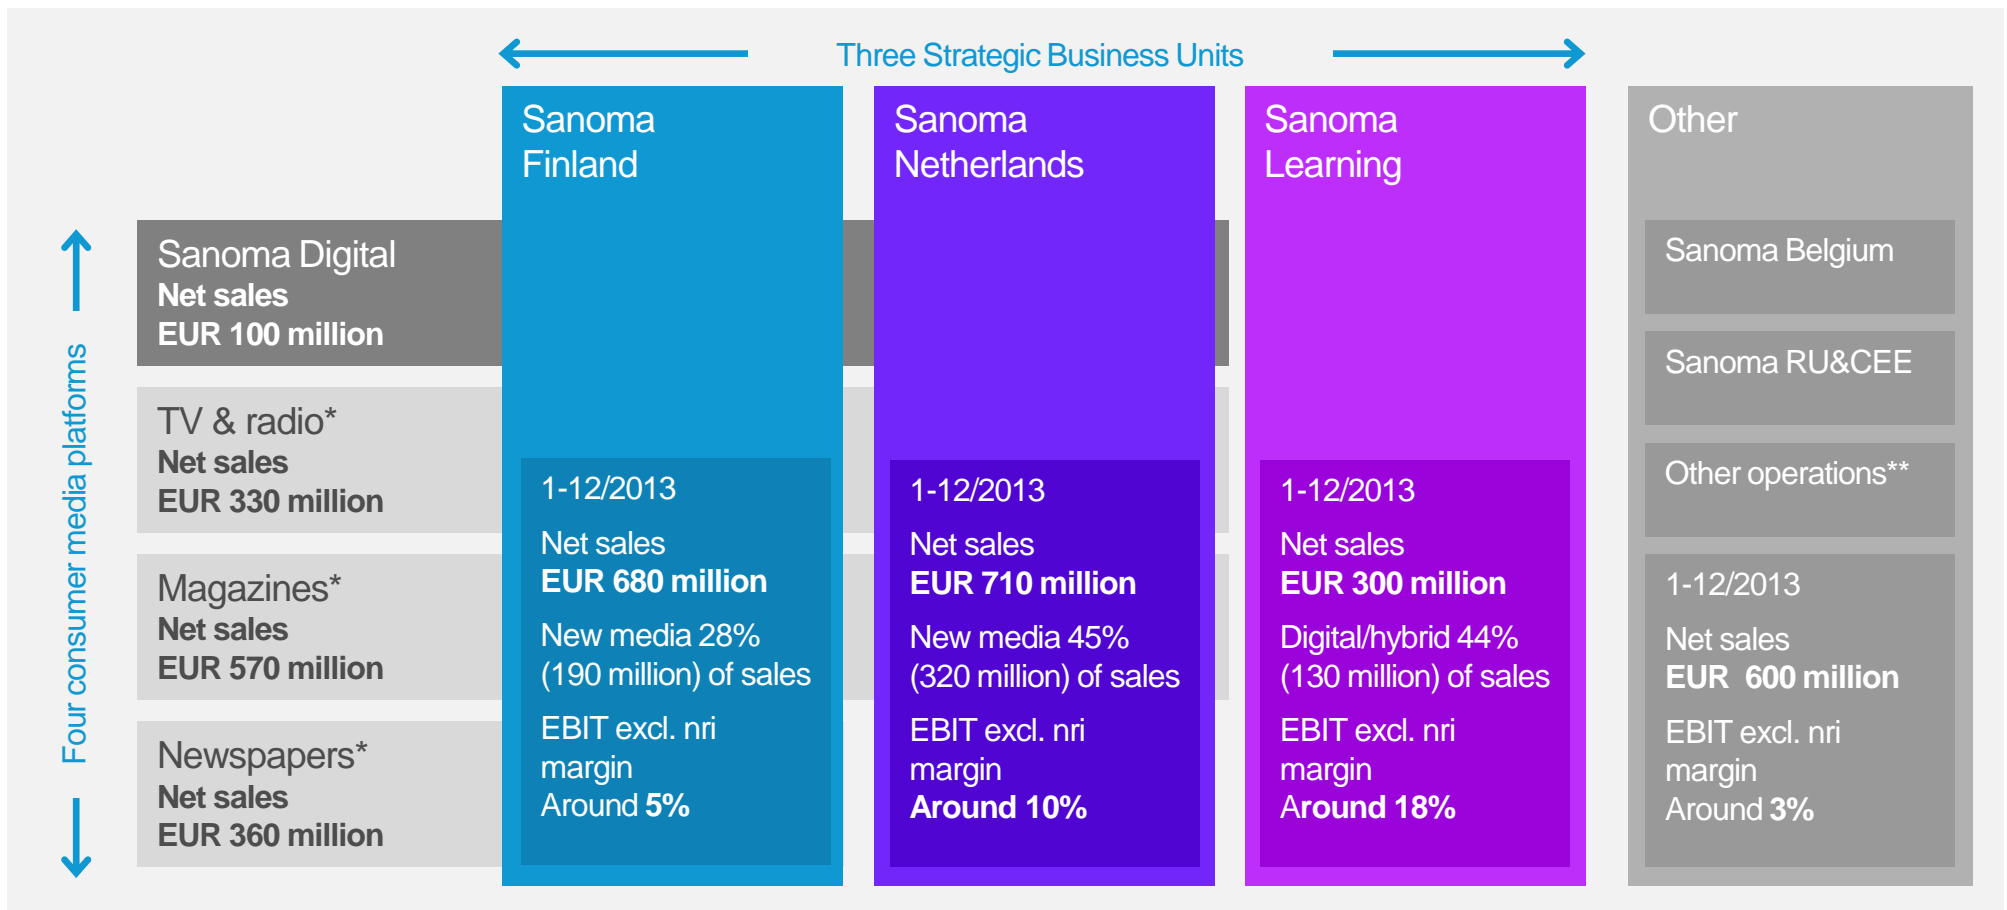 Three Strategic Business Units
Four consumer media platforms
Sanoma Digital
Net sales
EUR 100 million
TV & radio*
Net sales
EUR 330 million
Magazines*
Net sales
EUR 570 million
Newspapers*
Net sales
EUR 360 million
Sanoma
Finland
1-12/2013
Net sales
EUR 680 million
New media 28%
(190 million) of sales
EBIT excl. nri
margin
Around 5%
Sanoma
Netherlands
1-12/2013
Net sales
EUR 710 million
New media 45%
(320 million) of sales
EBIT excl. nri
margin
Around 10%
Sanoma
Learning
1-12/2013
Net sales
EUR 300 million
Digital/hybrid 44%
(130 million) of sales
EBIT excl. nri
margin
Around 18%
Other
Sanoma Belgium
Sanoma RU&CEE
Other operations**
1-12/2013
Net sales
EUR 600 million
EBIT excl. nri
margin
Around 3%